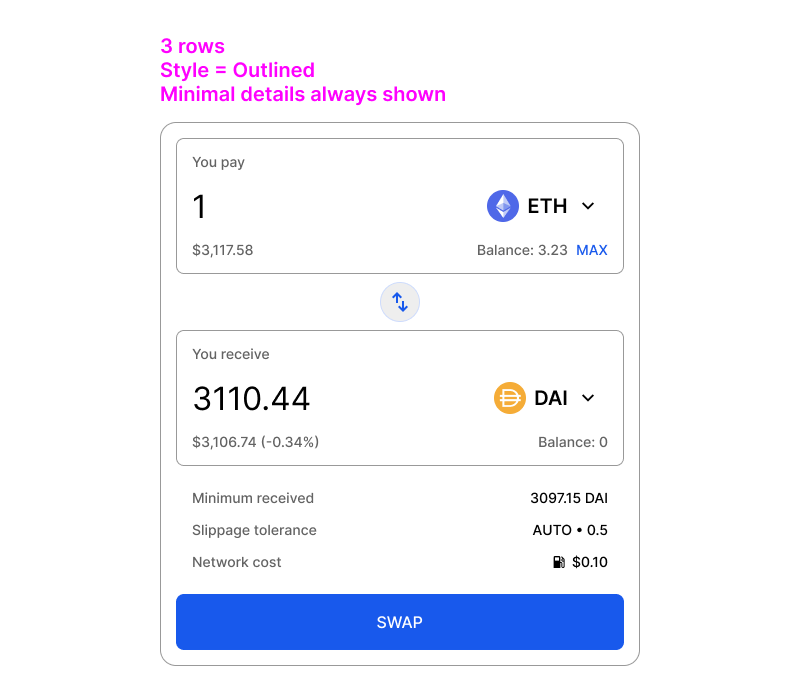 3 rows
Style = Outlined
Minimal details always shown
You pay
1 ETH
$3,117.58 Balance: 3.23 MAX
You receive
3110.44 DAI
$3,106.74 (-0.34%) Balance: 0
Minimum received 3097.15 DAI
Slippage tolerance AUTO • 0.5
Network cost $0.10
SWAP